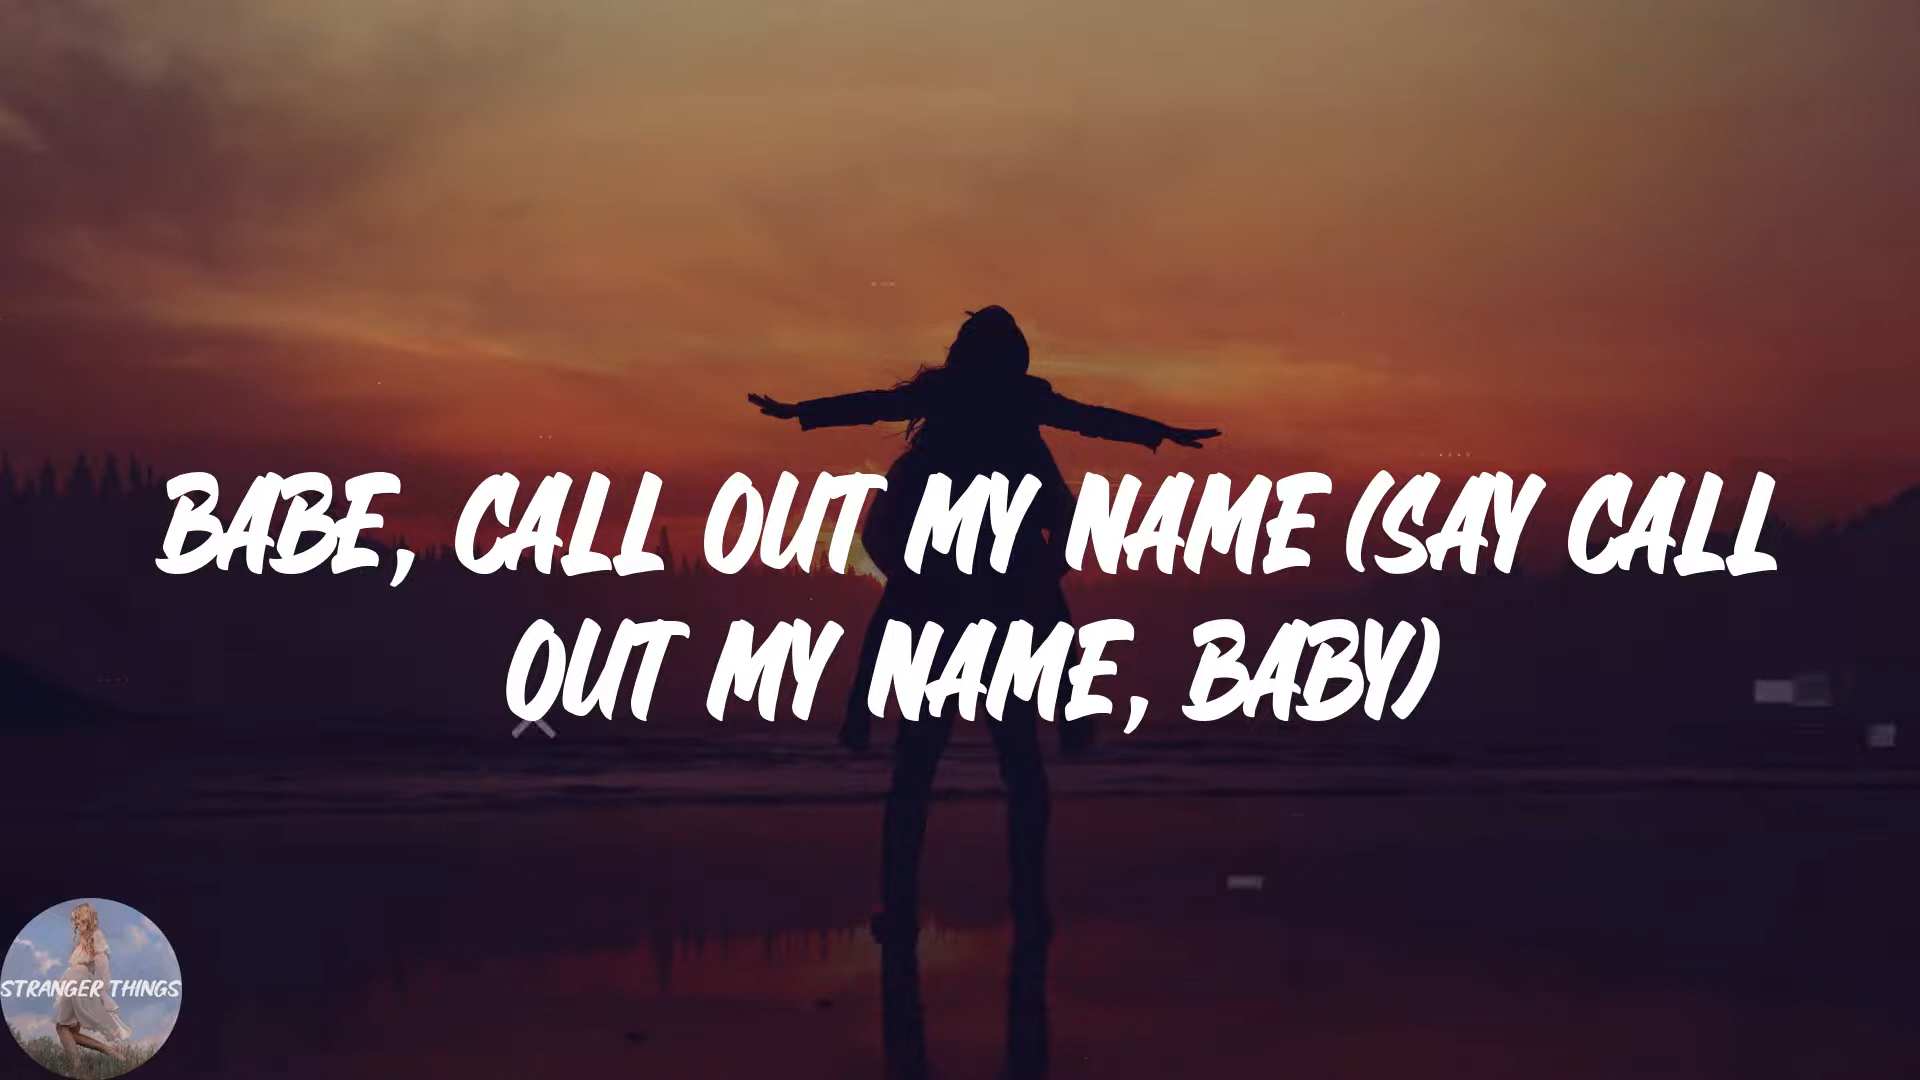 BABE, CALL OUT MY NAME (SAY CALL
OUT MY NAME, BABY)
STRANGER THINGS